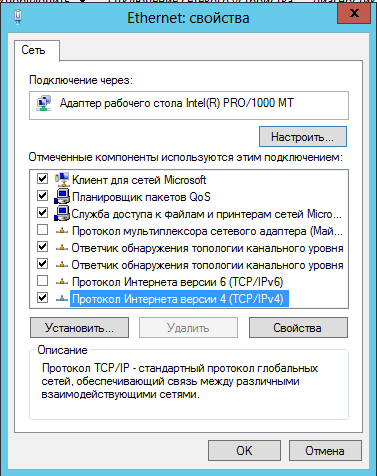 Ethernet: свойства
Сеть
Подключение через:
Адаптер рабочего стола Intel(R) PRO/1000 MT
Настроить...
Отмеченные компоненты используются этим подключением:
Клиент для сетей Microsoft
Планировщик пакетов QoS
Служба доступа к файлам и принтерам сетей Micro...
Протокол мультиплексора сетевого адаптера (Май...
Ответчик обнаружения топологии канального уровня
Ответчик обнаружения топологии канального уровня
Протокол Интернета версии 6 (TCP/IPv6)
Протокол Интернета версии 4 (TCP/IPv4)
Установить...
Удалить
Свойства
Описание
Протокол TCP/IP - стандартный протокол глобальных
сетей, обеспечивающий связь между различными
взаимодействующими сетями.
OK
Отмена